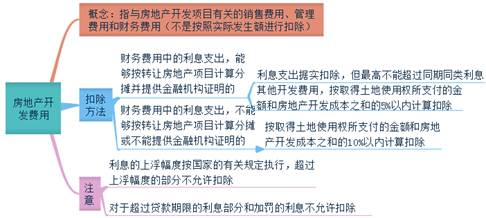 概念：指与房地产开发项目有关的销售费用、管理
费用和财务费用（不是按照实际发生额进行扣除）
房地产开
发费用
扣除
方法
财务费用中的利息支出，能
够按转让房地产项目计算分
摊并提供金融机构证明的
利息支出据实扣除，但最高不能超过同期同类利息
其他开发费用，按取得土地使用权所支付的金
额和房地产开发成本之和的5%以内计算扣除
财务费用中的利息支出，不能
够按转让房地产项目计算分摊
或不能提供金融机构证明的
按取得土地使用权所支付的金额和房地
产开发成本之和的10%以内计算扣除
注
意
利息的上浮幅度按国家的有关规定执行，超过
上浮幅度的部分不允许扣除
对于超过贷款期限的利息部分和加罚的利息不允许扣除